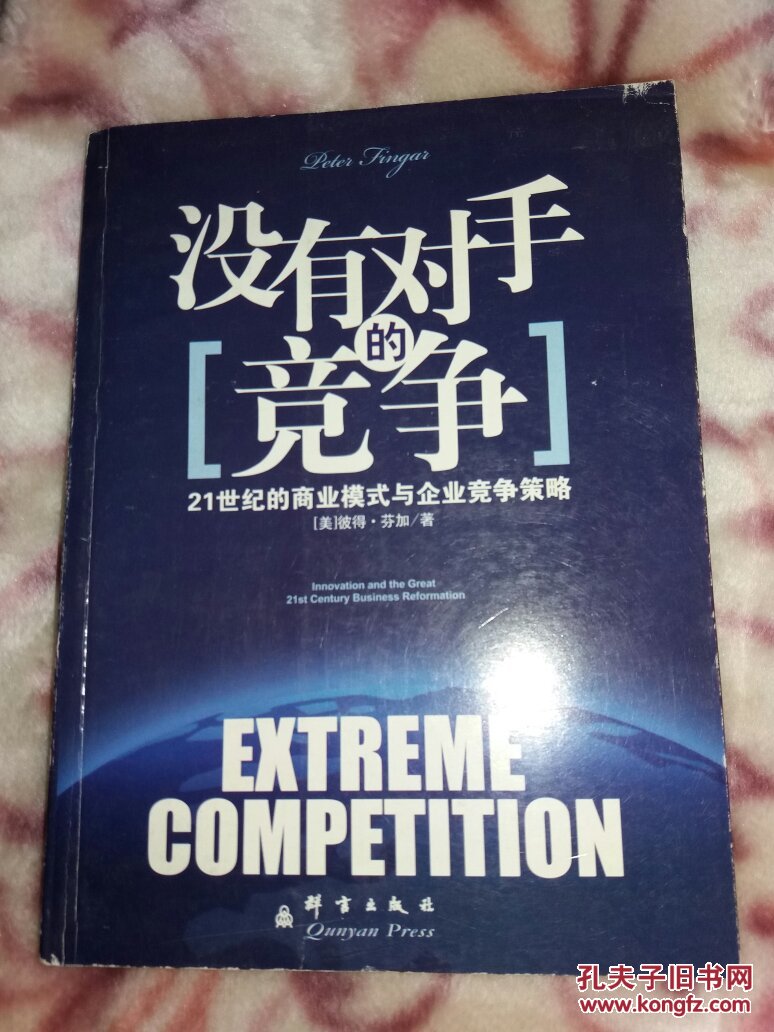 Peter Fingar
没有对手
的
[竞争]
21世纪的商业模式与企业竞争策略
[美]彼得·芬加/著
Innovation and the Great
21st Century Business Reformation
EXTREME
COMPETITION
群言出版社
Qunyan Press
孔夫子旧书网
www.kongfz.com